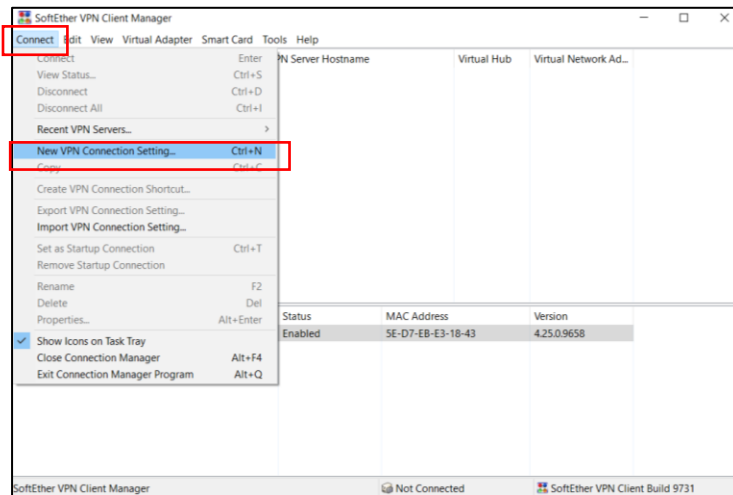 SoftEther VPN Client Manager
Connect Edit View Virtual Adapter Smart Card Tools Help
Connect Enter
VPN Server Hostname Virtual Hub Virtual Network Ad...
View Status... Ctrl+S
Disconnect Ctrl+D
Disconnect All Ctrl+I
Recent VPN Servers...
New VPN Connection Setting... Ctrl+N
Copy Ctrl+C
Create VPN Connection Shortcut...
Export VPN Connection Setting...
Import VPN Connection Setting...
Set as Startup Connection Ctrl+T
Remove Startup Connection
Rename F2
Delete Del
Properties... Alt+Enter
Show Icons on Task Tray
Close Connection Manager Alt+F4
Exit Connection Manager Program Alt+Q
Status MAC Address Version
Enabled 5E-D7-EB-E3-18-43 4.25.0.9658
SoftEther VPN Client Manager Not Connected SoftEther VPN Client Build 9731